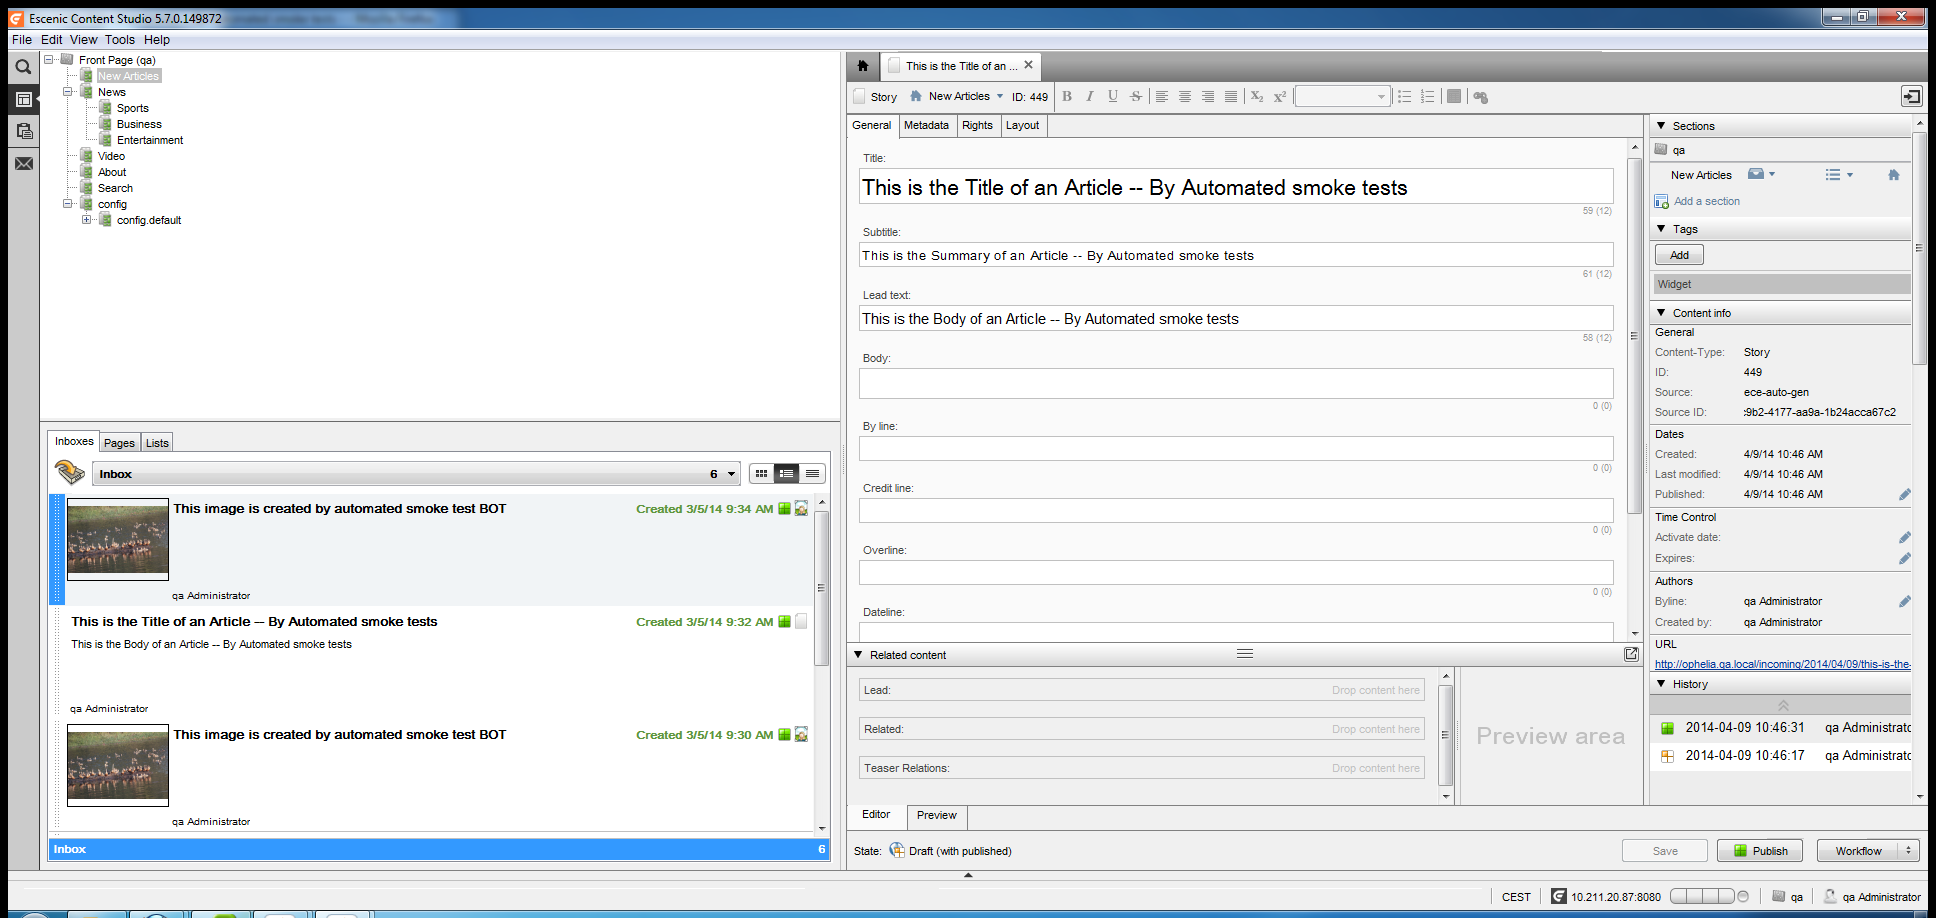 Escenic Content Studio 5.7.0.149872
File Edit View Tools Help
Front Page (qa)
New Articles
News
Sports
Business
Entertainment
Video
About
Search
config
config.default
Inboxes Pages Lists
Inbox 6
This image is created by automated smoke test BOT Created 3/5/14 9:34 AM
qa Administrator
This is the Title of an Article -- By Automated smoke tests Created 3/5/14 9:32 AM
This is the Body of an Article -- By Automated smoke tests
qa Administrator
This image is created by automated smoke test BOT Created 3/5/14 9:30 AM
qa Administrator
Inbox 6
This is the Title of an ...
Story New Articles ID: 449 B I U S X2 X2
General Metadata Rights Layout
Title:
This is the Title of an Article -- By Automated smoke tests
59 (12)
Subtitle:
This is the Summary of an Article -- By Automated smoke tests
61 (12)
Lead text:
This is the Body of an Article -- By Automated smoke tests
58 (12)
Body:
0 (0)
By line:
0 (0)
Credit line:
0 (0)
Overline:
0 (0)
Dateline:
Related content
Lead: Drop content here
Related: Drop content here
Teaser Relations: Drop content here
Preview area
Editor Preview
State: Draft (with published) Save Publish Workflow
Sections
qa
New Articles
Add a section
Tags
Add
Widget
Content info
General
Content-Type: Story
ID: 449
Source: ece-auto-gen
Source ID: :9b2-4177-aa9a-1b24acca67c2
Dates
Created: 4/9/14 10:46 AM
Last modified: 4/9/14 10:46 AM
Published: 4/9/14 10:46 AM
Time Control
Activate date:
Expires:
Authors
Byline: qa Administrator
Created by: qa Administrator
URL
http://ophelia.qa.local/incoming/2014/04/09/this-is-the-
History
2014-04-09 10:46:31 qa Administrato
2014-04-09 10:46:17 qa Administrato
CEST 10.211.20.87:8080 qa qa Administrator